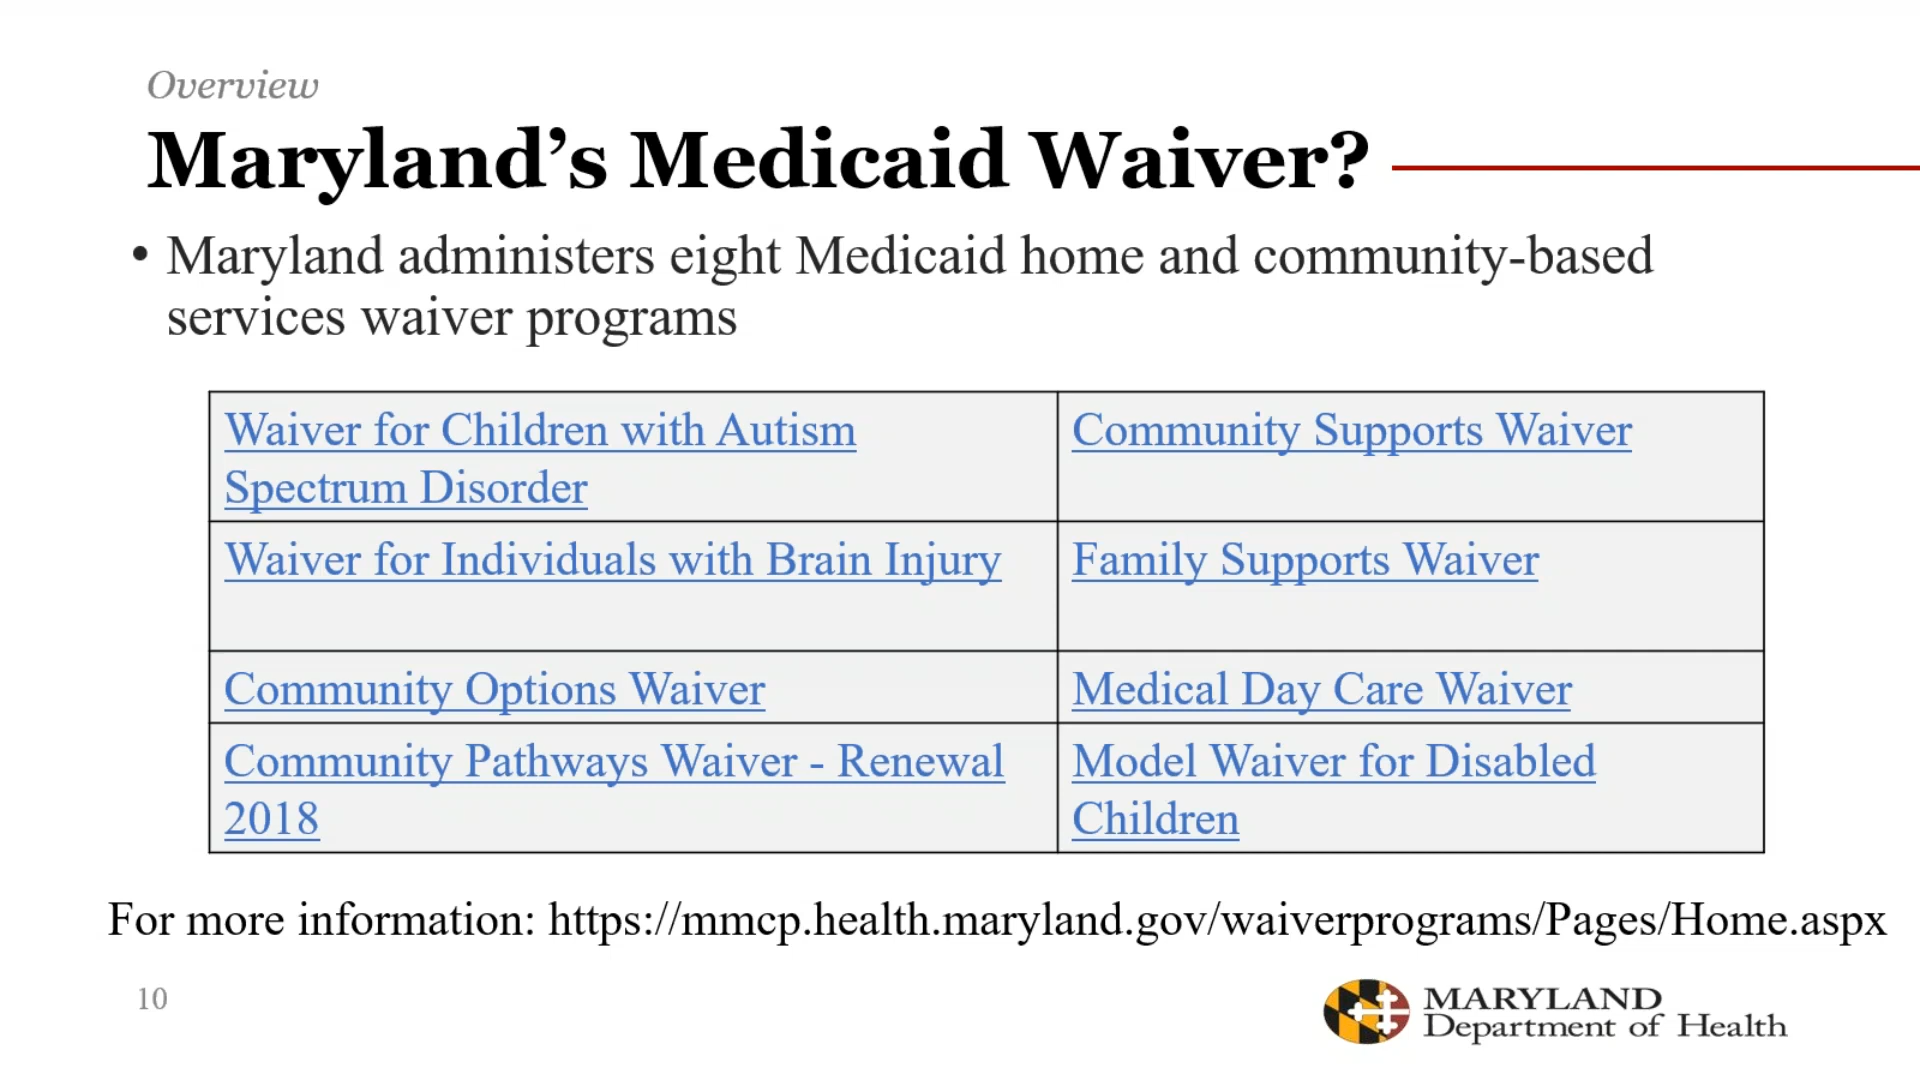 Overview
Maryland’s Medicaid Waiver?
• Maryland administers eight Medicaid home and community-based
services waiver programs
Waiver for Children with Autism
Spectrum Disorder
Community Supports Waiver
Waiver for Individuals with Brain Injury
Family Supports Waiver
Community Options Waiver
Medical Day Care Waiver
Community Pathways Waiver - Renewal
2018
Model Waiver for Disabled
Children
For more information: https://mmcp.health.maryland.gov/waiverprograms/Pages/Home.aspx
10
MARYLAND
Department of Health